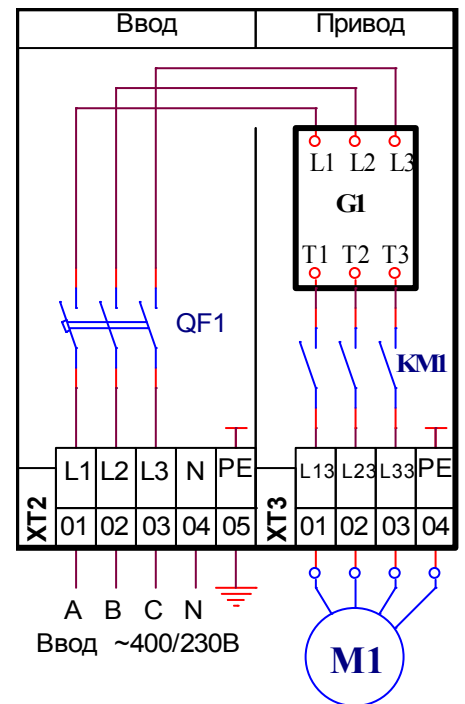 Ввод Привод
L1 L2 L3
G1
T1 T2 T3
QF1
KM1
XT2 L1 L2 L3 N PE
01 02 03 04 05
XT3 L13 L23 L33 PE
01 02 03 04
A B C N
Ввод ~400/230В
M1